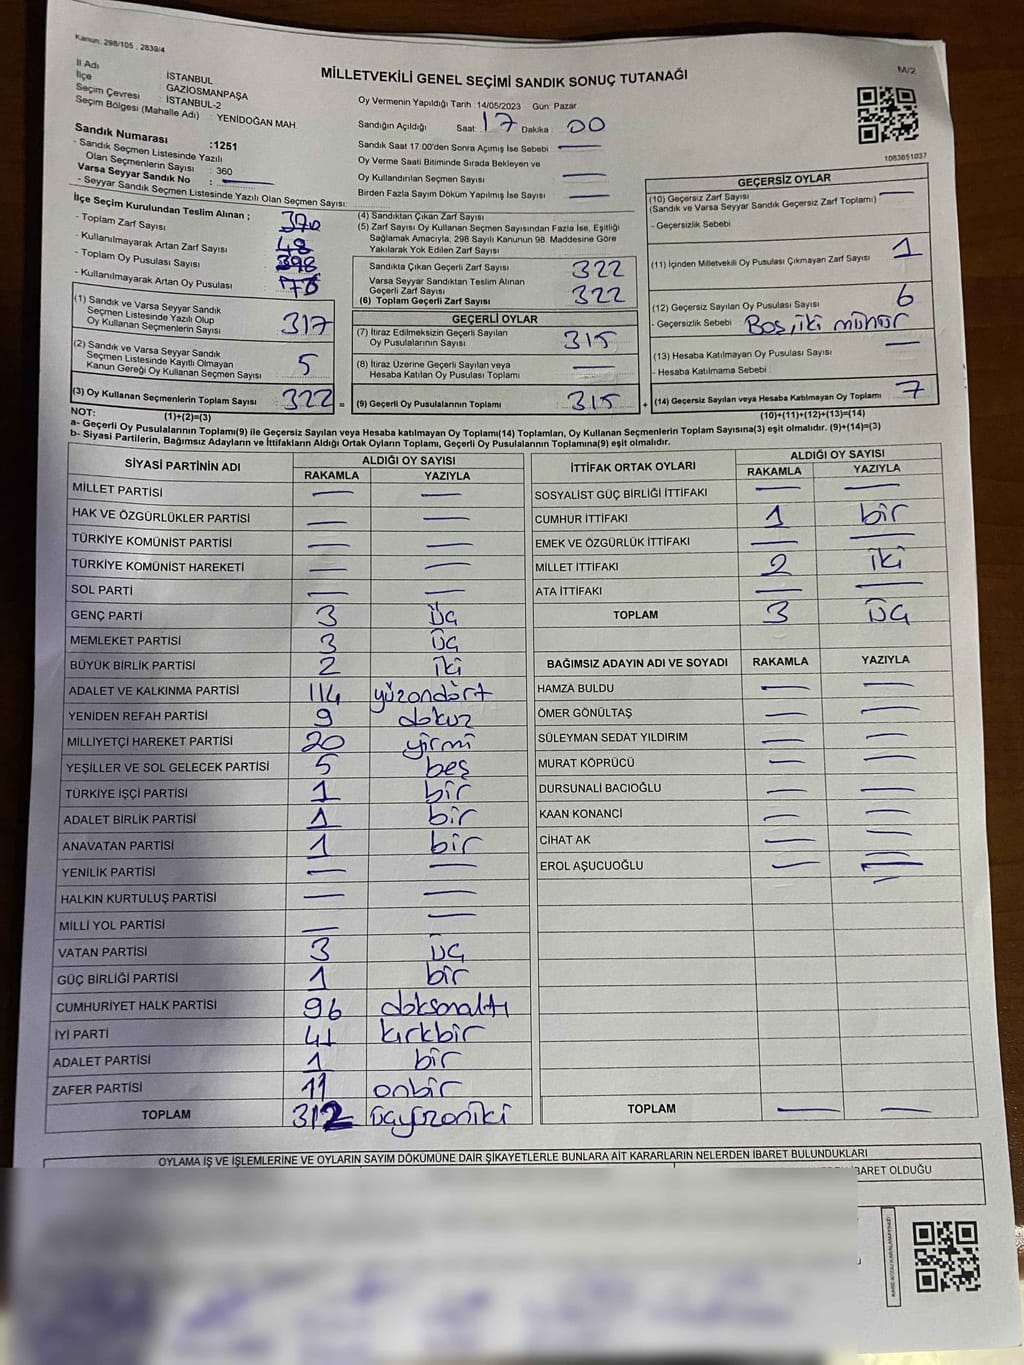 Kanun: 298/105 , 2839/4
M/2
MİLLETVEKİLİ GENEL SEÇİMİ SANDIK SONUÇ TUTANAĞI
İl Adı : İSTANBUL
İlçe : GAZİOSMANPAŞA
Seçim Çevresi : İSTANBUL-2
Seçim Bölgesi (Mahalle Adı) : YENİDOĞAN MAH
Sandık Numarası :1251
- Sandık Seçmen Listesinde Yazılı
Olan Seçmenlerin Sayısı : 360
Varsa Seyyar Sandık No : —
- Seyyar Sandık Seçmen Listesinde Yazılı Olan Seçmen Sayısı:
Oy Vermenin Yapıldığı Tarih :14/05/2023 Gün: Pazar
Sandığın Açıldığı Saat: 17 Dakika : 00
Sandık Saat 17:00'den Sonra Açımış İse Sebebi —
Oy Verme Saati Bitiminde Sırada Bekleyen ve
Oy Kullandırılan Seçmen Sayısı —
Birden Fazla Sayım Döküm Yapılmış İse Sayısı —
1083651037
İlçe Seçim Kurulundan Teslim Alınan ;
- Toplam Zarf Sayısı 370
- Kullanılmayarak Artan Zarf Sayısı 48
- Toplam Oy Pusulası Sayısı 398
- Kullanılmayarak Artan Oy Pusulası
(1) Sandık ve Varsa Seyyar Sandık
Seçmen Listesinde Yazılı Olup
Oy Kullanan Seçmenlerin Sayısı 317
(2) Sandık ve Varsa Seyyar Sandık
Seçmen Listesinde Kayıtlı Olmayan
Kanun Gereği Oy Kullanan Seçmen Sayısı 5
(3) Oy Kullanan Seçmenlerin Toplam Sayısı 322 =
(4) Sandıktan Çıkan Zarf Sayısı
(5) Zarf Sayısı Oy Kullanan Seçmen Sayısından Fazla İse, Eşitliği
Sağlamak Amacıyla, 298 Sayılı Kanunun 98. Maddesine Göre
Yakılarak Yok Edilen Zarf Sayısı
Sandıkta Çıkan Geçerli Zarf Sayısı 322
Varsa Seyyar Sandıktan Teslim Alınan
Geçerli Zarf Sayısı
(6) Toplam Geçerli Zarf Sayısı 322
GEÇERLİ OYLAR
(7) İtiraz Edilmeksizin Geçerli Sayılan
Oy Pusulalarının Sayısı 315
(8) İtiraz Üzerine Geçerli Sayılan veya
Hesaba Katılan Oy Pusulası Toplamı —
(9) Geçerli Oy Pusulalarının Toplamı 315 +
GEÇERSİZ OYLAR
(10) Geçersiz Zarf Sayısı —
(Sandık ve Varsa Seyyar Sandık Geçersiz Zarf Toplamı)
- Geçersizlik Sebebi
(11) İçinden Milletvekili Oy Pusulası Çıkmayan Zarf Sayısı 1
(12) Geçersiz Sayılan Oy Pusulası Sayısı 6
- Geçersizlik Sebebi Boş, iki mühür
(13) Hesaba Katılmayan Oy Pusulası Sayısı —
- Hesaba Katılmama Sebebi
(14) Geçersiz Sayılan veya Hesaba Katılmayan Oy Toplamı 7
NOT: (1)+(2)=(3) (10)+(11)+(12)+(13)=(14)
a- Geçerli Oy Pusulalarının Toplamı(9) ile Geçersiz Sayılan veya Hesaba katılmayan Oy Toplamı(14) Toplamları, Oy Kullanan Seçmenlerin Toplam Sayısına(3) eşit olmalıdır. (9)+(14)=(3)
b- Siyasi Partilerin, Bağımsız Adayların ve İttifakların Aldığı Ortak Oyların Toplamı, Geçerli Oy Pusulalarının Toplamına(9) eşit olmalıdır.
SİYASİ PARTİNİN ADI ALDIĞI OY SAYISI
RAKAMLA YAZIYLA
MİLLET PARTİSİ — —
HAK VE ÖZGÜRLÜKLER PARTİSİ — —
TÜRKİYE KOMÜNİST PARTİSİ — —
TÜRKİYE KOMÜNİST HAREKETİ — —
SOL PARTİ — —
GENÇ PARTİ 3 üç
MEMLEKET PARTİSİ 3 üç
BÜYÜK BİRLİK PARTİSİ 2 iki
ADALET VE KALKINMA PARTİSİ 114 yüzondört
YENİDEN REFAH PARTİSİ 9 dokuz
MİLLİYETÇİ HAREKET PARTİSİ 20 yirmi
YEŞİLLER VE SOL GELECEK PARTİSİ 5 beş
TÜRKİYE İŞÇİ PARTİSİ 1 bir
ADALET BİRLİK PARTİSİ 1 bir
ANAVATAN PARTİSİ 1 bir
YENİLİK PARTİSİ — —
HALKIN KURTULUŞ PARTİSİ — —
MİLLİ YOL PARTİSİ — —
VATAN PARTİSİ 3 üç
GÜÇ BİRLİĞİ PARTİSİ 1 bir
CUMHURİYET HALK PARTİSİ 96 doksanaltı
İYİ PARTİ 41 kırkbir
ADALET PARTİSİ 1 bir
ZAFER PARTİSİ 11 onbir
TOPLAM 312 üçyüzoniki
İTTİFAK ORTAK OYLARI ALDIĞI OY SAYISI
RAKAMLA YAZIYLA
SOSYALİST GÜÇ BİRLİĞİ İTTİFAKI — —
CUMHUR İTTİFAKI 1 bir
EMEK VE ÖZGÜRLÜK İTTİFAKI — —
MİLLET İTTİFAKI 2 iki
ATA İTTİFAKI — —
TOPLAM 3 üç
BAĞIMSIZ ADAYIN ADI VE SOYADI RAKAMLA YAZIYLA
HAMZA BULDU — —
ÖMER GÖNÜLTAŞ — —
SÜLEYMAN SEDAT YILDIRIM — —
MURAT KÖPRÜCÜ — —
DURSUNALİ BACIOĞLU — —
KAAN KONANCİ — —
CİHAT AK — —
EROL AŞUCUOĞLU — —
TOPLAM — —
OYLAMA İŞ VE İŞLEMLERİNE VE OYLARIN SAYIM DÖKÜMÜNE DAİR ŞİKAYETLERLE BUNLARA AİT KARARLARIN NELERDEN İBARET BULUNDUKLARI
İBARET OLDUĞU